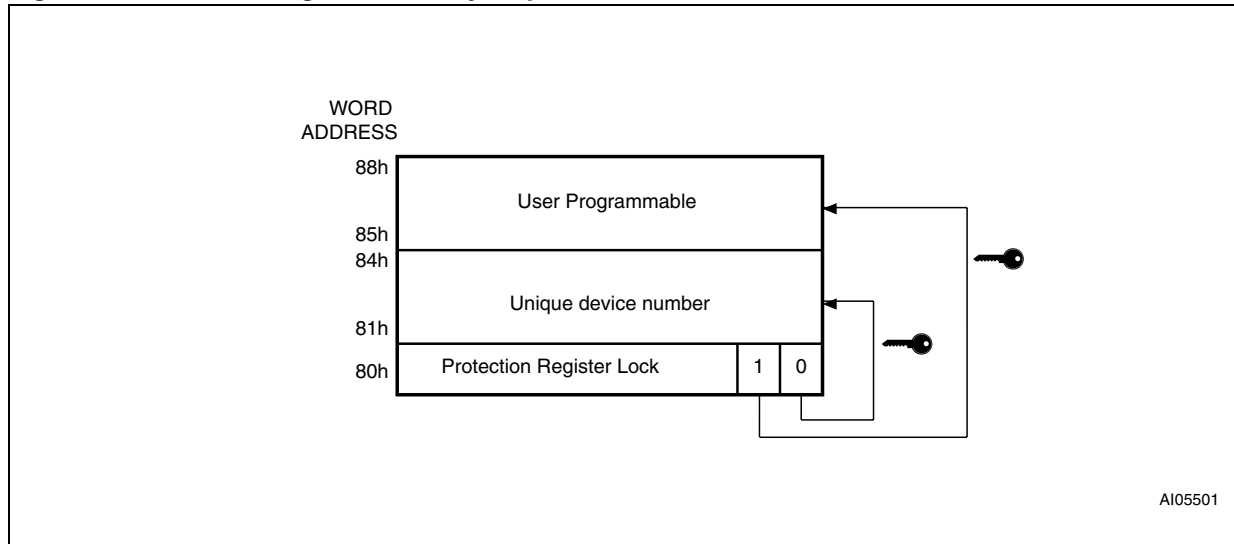 WORD
ADDRESS
88h
User Programmable
85h
84h
Unique device number
81h
80h
Protection Register Lock
1
0
AI05501